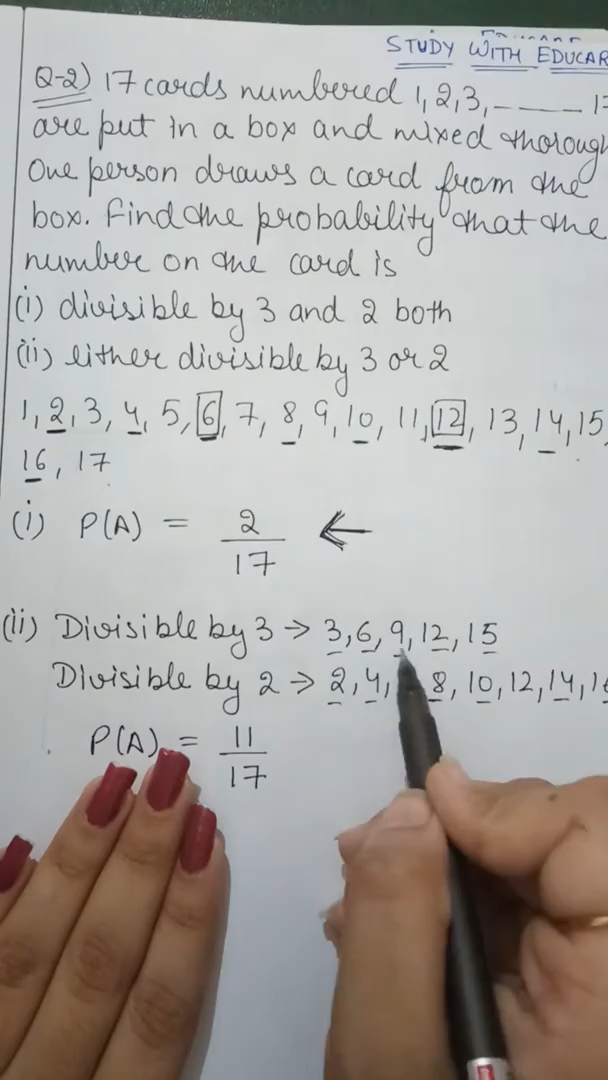 STUDY WITH EDUCAR
Q-2) 17 cards numbered 1, 2, 3, _ _ _ 1
are put in a box and mixed thorough
One person draws a card from the
box. Find the probability that the
number on the card is
(i) divisible by 3 and 2 both
(ii) either divisible by 3 or 2
1, 2, 3, 4, 5, 6, 7, 8, 9, 10, 11, 12, 13, 14, 15,
16, 17
(i) P(A) = 2/17 ←
(ii) Divisible by 3 → 3, 6, 9, 12, 15
Divisible by 2 → 2, 4, 8, 10, 12, 14, 1
P(A) = 11/17